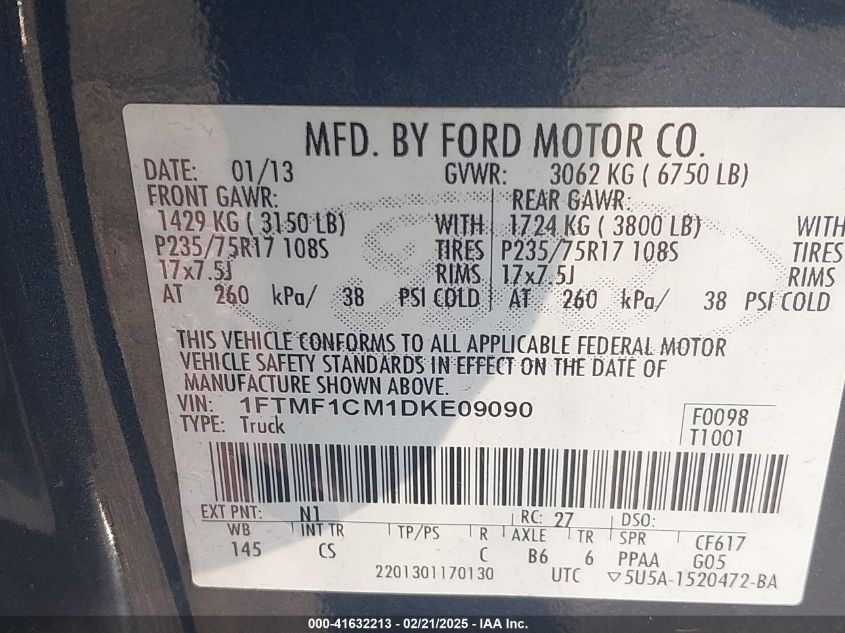 MFD. BY FORD MOTOR CO.
DATE: 01/13 GVWR: 3062 KG ( 6750 LB)
FRONT GAWR: REAR GAWR:
1429 KG ( 3150 LB) WITH 1724 KG ( 3800 LB) WITH
P235/75R17 108S TIRES P235/75R17 108S TIRES
17x7.5J RIMS 17x7.5J RIMS
AT 260 kPa/ 38 PSI COLD AT 260 kPa/ 38 PSI COLD
THIS VEHICLE CONFORMS TO ALL APPLICABLE FEDERAL MOTOR
VEHICLE SAFETY STANDARDS IN EFFECT ON THE DATE OF
MANUFACTURE SHOWN ABOVE.
VIN: 1FTMF1CM1DKE09090
TYPE: Truck
F0098
T1001
EXT PNT: N1 RC: 27 DSO:
WB INT TR TP/PS R AXLE TR SPR CF617
145 CS C B6 6 PPAA G05
2201301170130 UTC ▽5U5A-1520472-BA
000-41632213 - 02/21/2025 - IAA Inc.